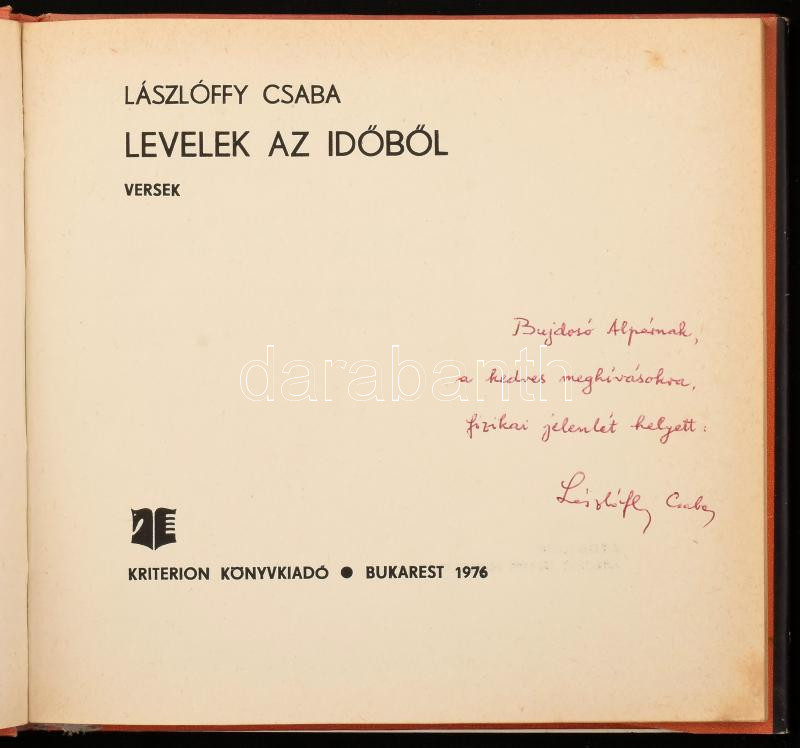 LÁSZLÓFFY CSABA
LEVELEK AZ IDŐBŐL
VERSEK
Bujdosó Alpárnak,
a kedves meghívásokra,
fizikai jelenlét helyett:
darabanth
Lászlóffy Csaba
KRITERION KÖNYVKIADÓ ● BUKAREST 1976